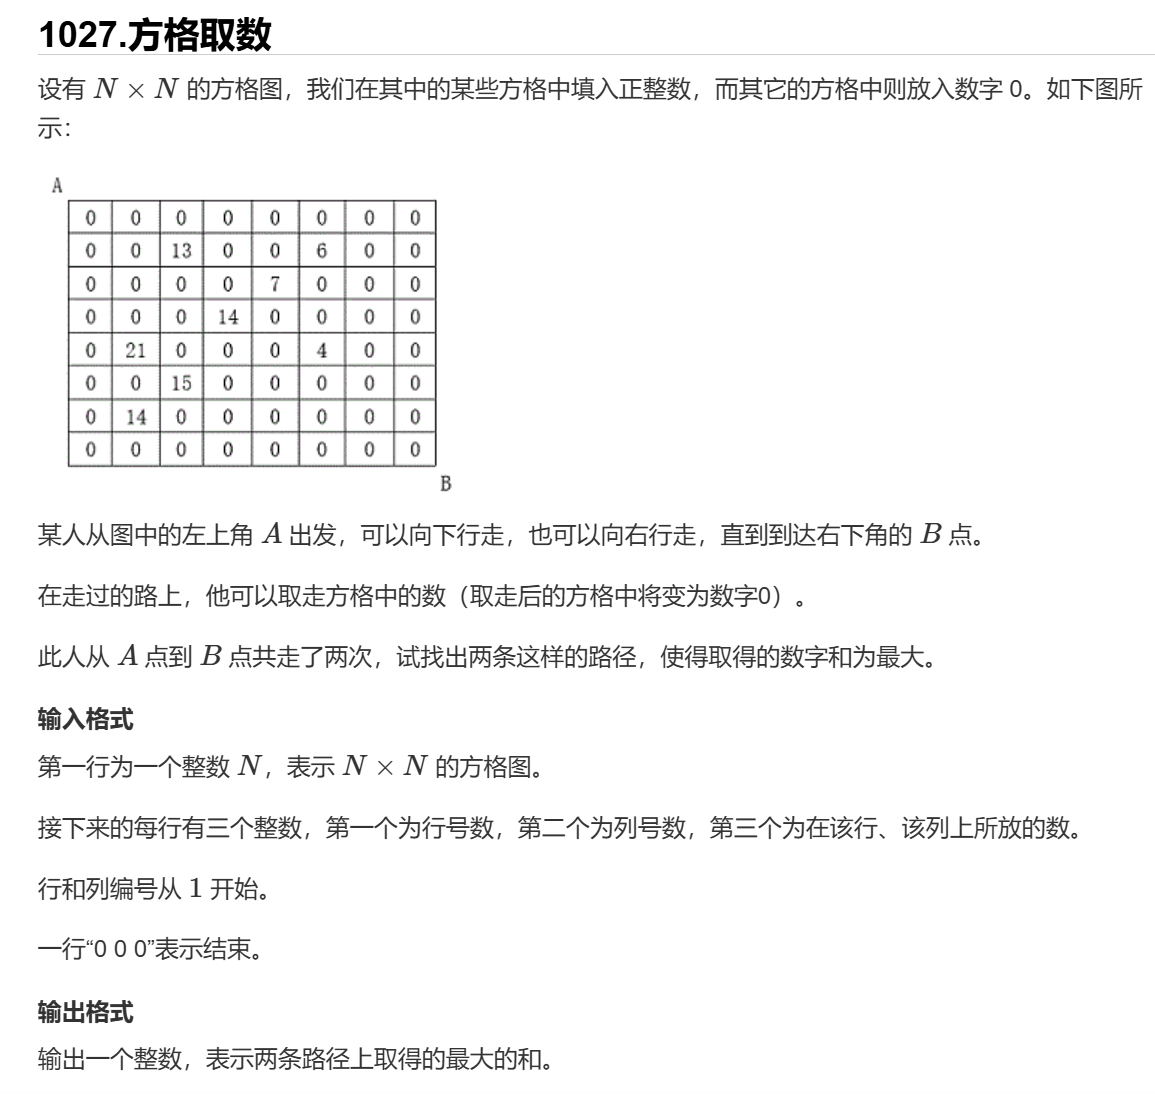 1027.方格取数
设有 N × N 的方格图，我们在其中的某些方格中填入正整数，而其它的方格中则放入数字 0。如下图所
示：
A
0 0 0 0 0 0 0 0
0 0 13 0 0 6 0 0
0 0 0 0 7 0 0 0
0 0 0 14 0 0 0 0
0 21 0 0 0 4 0 0
0 0 15 0 0 0 0 0
0 14 0 0 0 0 0 0
0 0 0 0 0 0 0 0
B
某人从图中的左上角 A 出发，可以向下行走，也可以向右行走，直到到达右下角的 B 点。
在走过的路上，他可以取走方格中的数（取走后的方格中将变为数字0）。
此人从 A 点到 B 点共走了两次，试找出两条这样的路径，使得取得的数字和为最大。
输入格式
第一行为一个整数 N，表示 N × N 的方格图。
接下来的每行有三个整数，第一个为行号数，第二个为列号数，第三个为在该行、该列上所放的数。
行和列编号从 1 开始。
一行“0 0 0”表示结束。
输出格式
输出一个整数，表示两条路径上取得的最大的和。